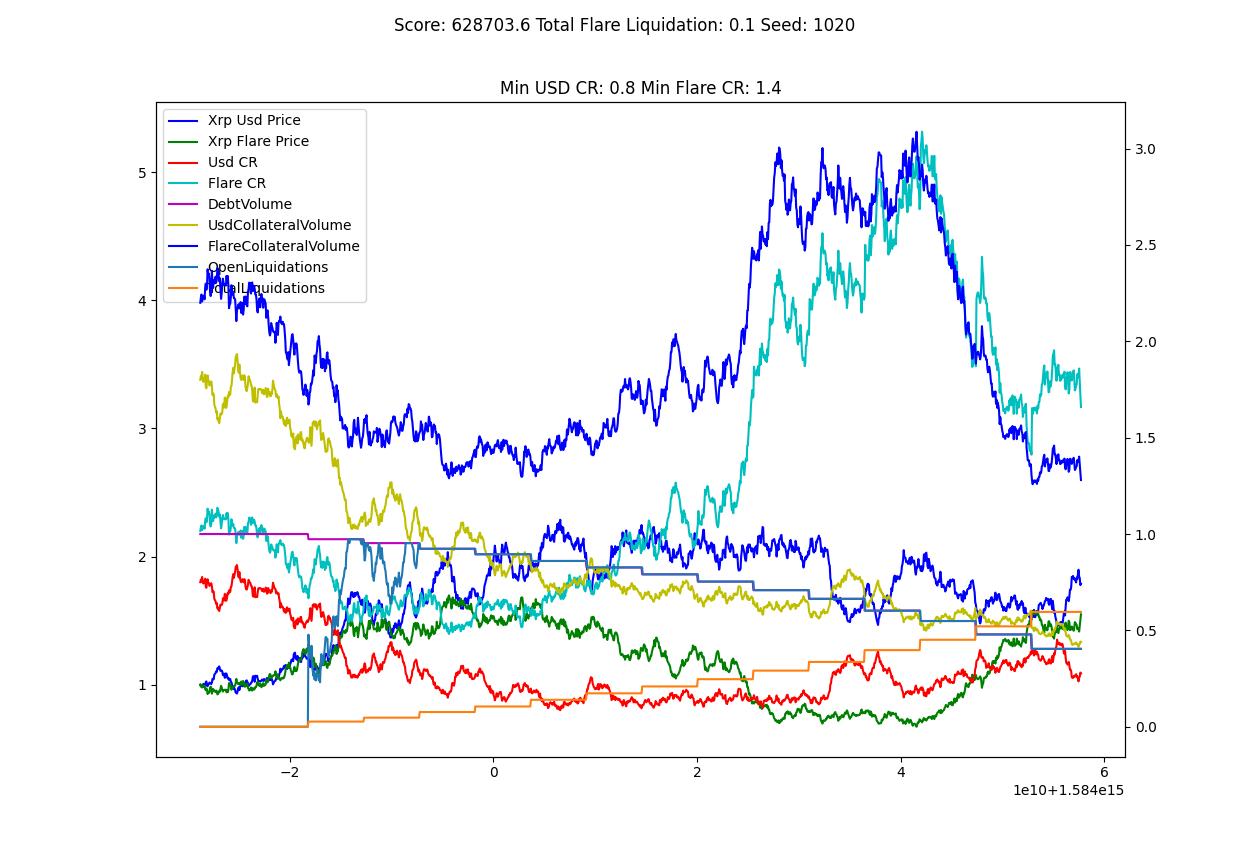 Score: 628703.6 Total Flare Liquidation: 0.1 Seed: 1020
Min USD CR: 0.8 Min Flare CR: 1.4
Xrp Usd Price
Xrp Flare Price
Usd CR
Flare CR
DebtVolume
UsdCollateralVolume
FlareCollateralVolume
OpenLiquidations
TotalLiquidations
5
4
3
2
1
3.0
2.5
2.0
1.5
1.0
0.5
0.0
−2 0 2 4 6
1e10+1.584e15